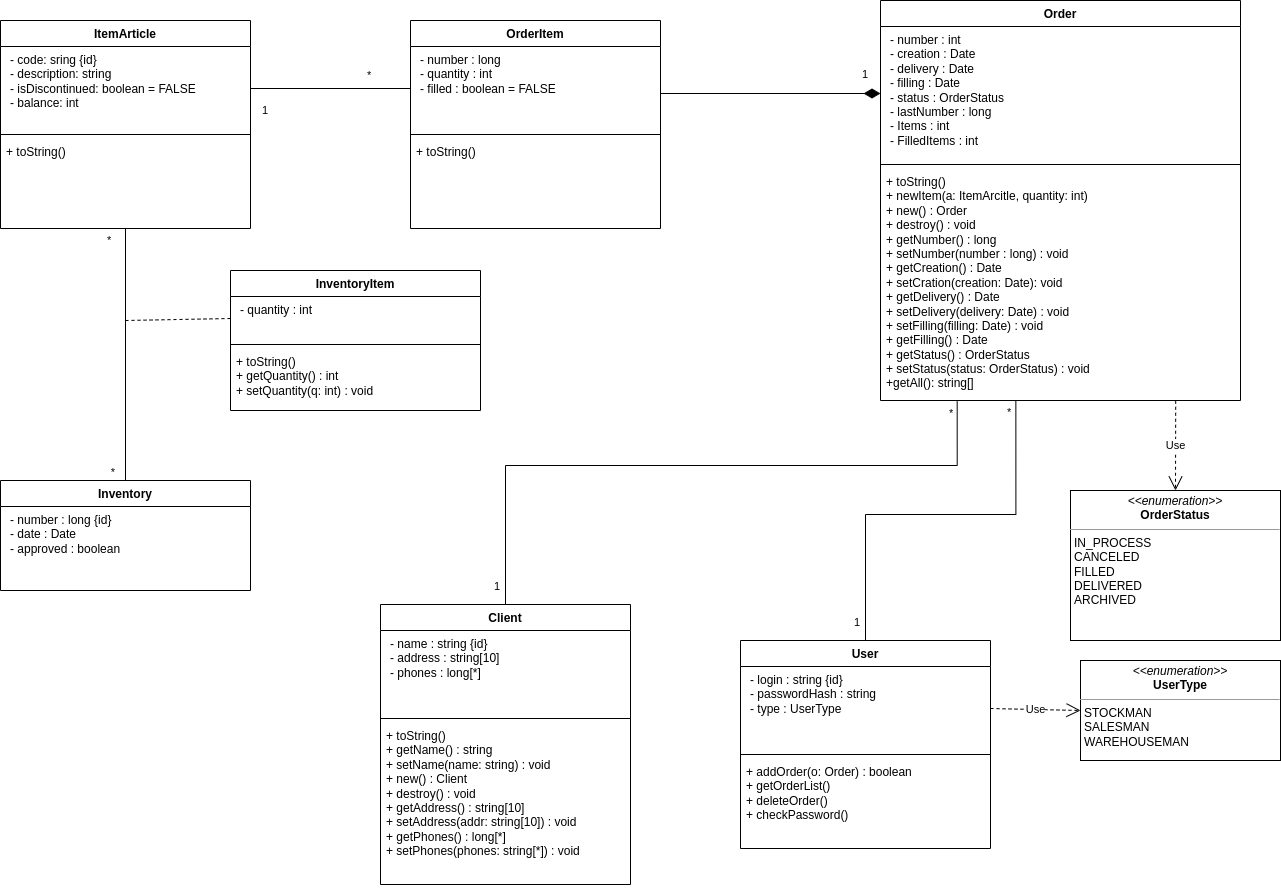 ItemArticle
- code: sring {id}
- description: string
- isDiscontinued: boolean = FALSE
- balance: int
+ toString()
*
1
OrderItem
- number : long
- quantity : int
- filled : boolean = FALSE
+ toString()
1
Order
- number : int
- creation : Date
- delivery : Date
- filling : Date
- status : OrderStatus
- lastNumber : long
- Items : int
- FilledItems : int
+ toString()
+ newItem(a: ItemArcitle, quantity: int)
+ new() : Order
+ destroy() : void
+ getNumber() : long
+ setNumber(number : long) : void
+ getCreation() : Date
+ setCration(creation: Date): void
+ getDelivery() : Date
+ setDelivery(delivery: Date) : void
+ setFilling(filling: Date) : void
+ getFilling() : Date
+ getStatus() : OrderStatus
+ setStatus(status: OrderStatus) : void
+getAll(): string[]
*
InventoryItem
- quantity : int
+ toString()
+ getQuantity() : int
+ setQuantity(q: int) : void
*
Inventory
- number : long {id}
- date : Date
- approved : boolean
*
*
Use
<<enumeration>>
OrderStatus
IN_PROCESS
CANCELED
FILLED
DELIVERED
ARCHIVED
1
Client
- name : string {id}
- address : string[10]
- phones : long[*]
+ toString()
+ getName() : string
+ setName(name: string) : void
+ new() : Client
+ destroy() : void
+ getAddress() : string[10]
+ setAddress(addr: string[10]) : void
+ getPhones() : long[*]
+ setPhones(phones: string[*]) : void
1
User
- login : string {id}
- passwordHash : string
- type : UserType
+ addOrder(o: Order) : boolean
+ getOrderList()
+ deleteOrder()
+ checkPassword()
Use
<<enumeration>>
UserType
STOCKMAN
SALESMAN
WAREHOUSEMAN